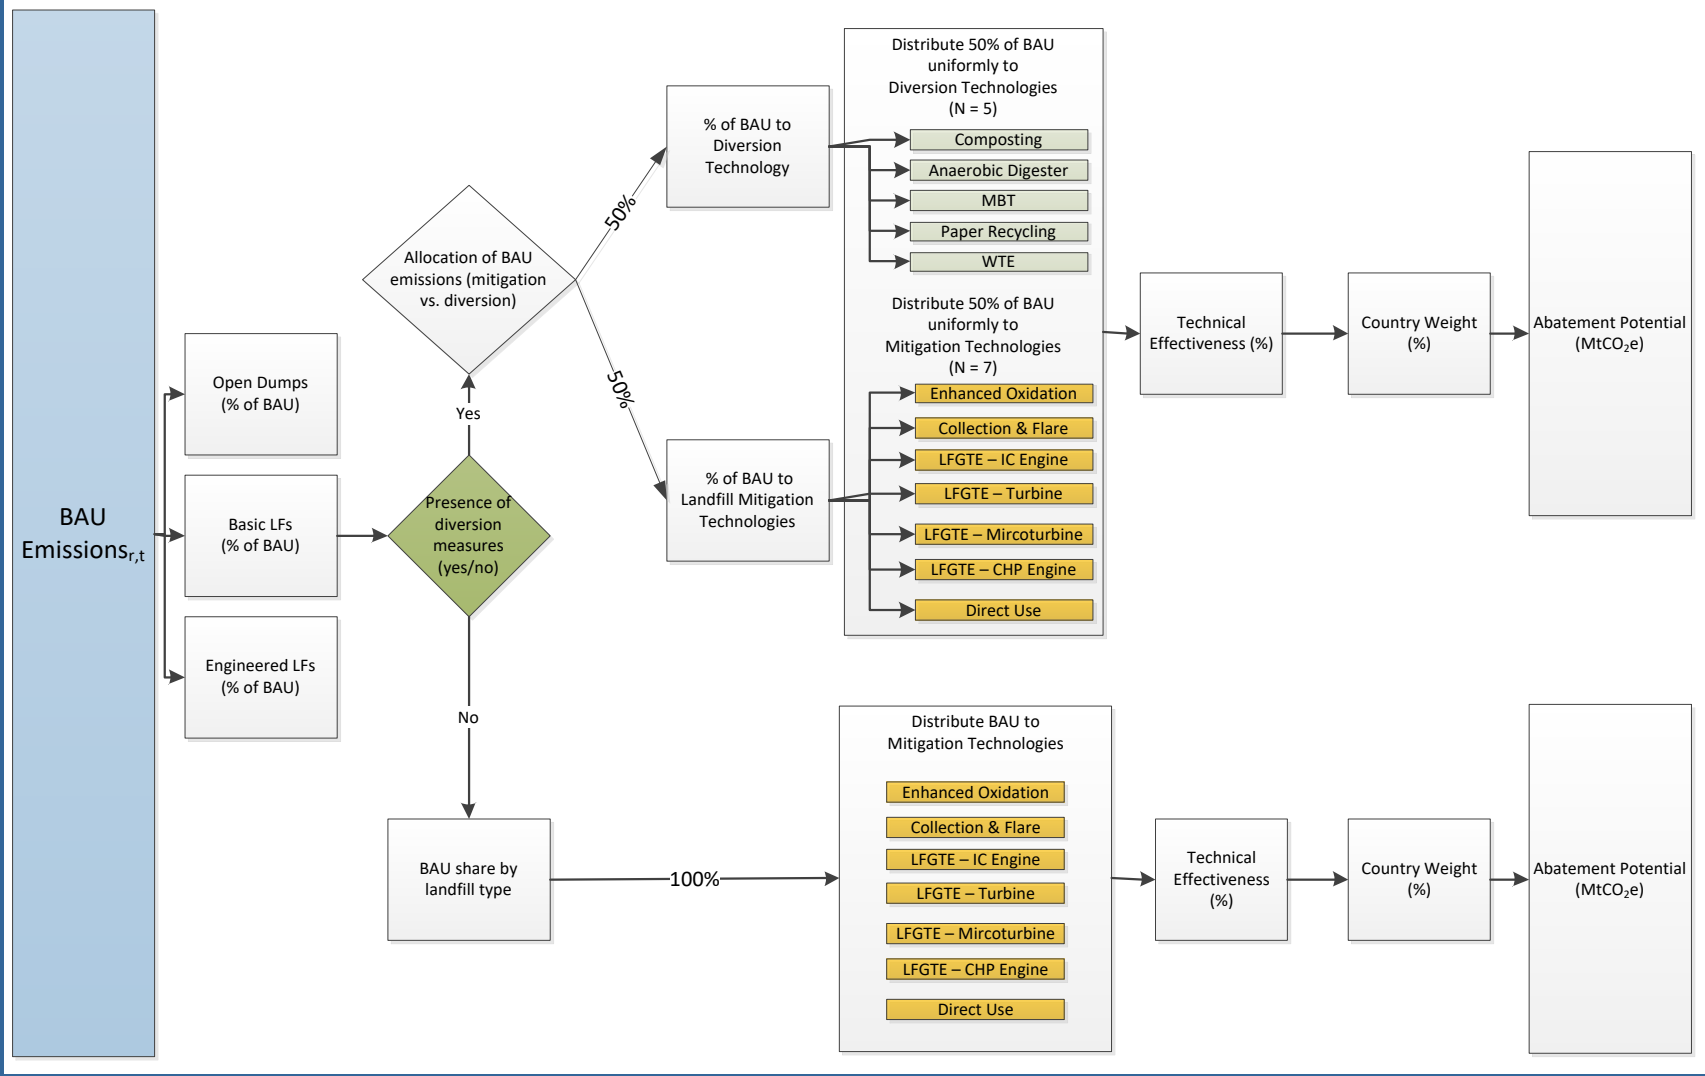 BAU
Emissionsr,t
Open Dumps
(% of BAU)
Basic LFs
(% of BAU)
Engineered LFs
(% of BAU)
Allocation of BAU
emissions (mitigation
vs. diversion)
Yes
Presence of
diversion
measures
(yes/no)
No
BAU share by
landfill type
50%
50%
100%
% of BAU to
Diversion
Technology
% of BAU to
Landfill Mitigation
Technologies
Distribute 50% of BAU
uniformly to
Diversion Technologies
(N = 5)
Composting
Anaerobic Digester
MBT
Paper Recycling
WTE
Distribute 50% of BAU
uniformly to
Mitigation Technologies
(N = 7)
Enhanced Oxidation
Collection & Flare
LFGTE – IC Engine
LFGTE – Turbine
LFGTE – Mircoturbine
LFGTE – CHP Engine
Direct Use
Technical
Effectiveness (%)
Country Weight
(%)
Abatement Potential
(MtCO₂e)
Distribute BAU to
Mitigation Technologies
Enhanced Oxidation
Collection & Flare
LFGTE – IC Engine
LFGTE – Turbine
LFGTE – Mircoturbine
LFGTE – CHP Engine
Direct Use
Technical
Effectiveness
(%)
Country Weight
(%)
Abatement Potential
(MtCO₂e)